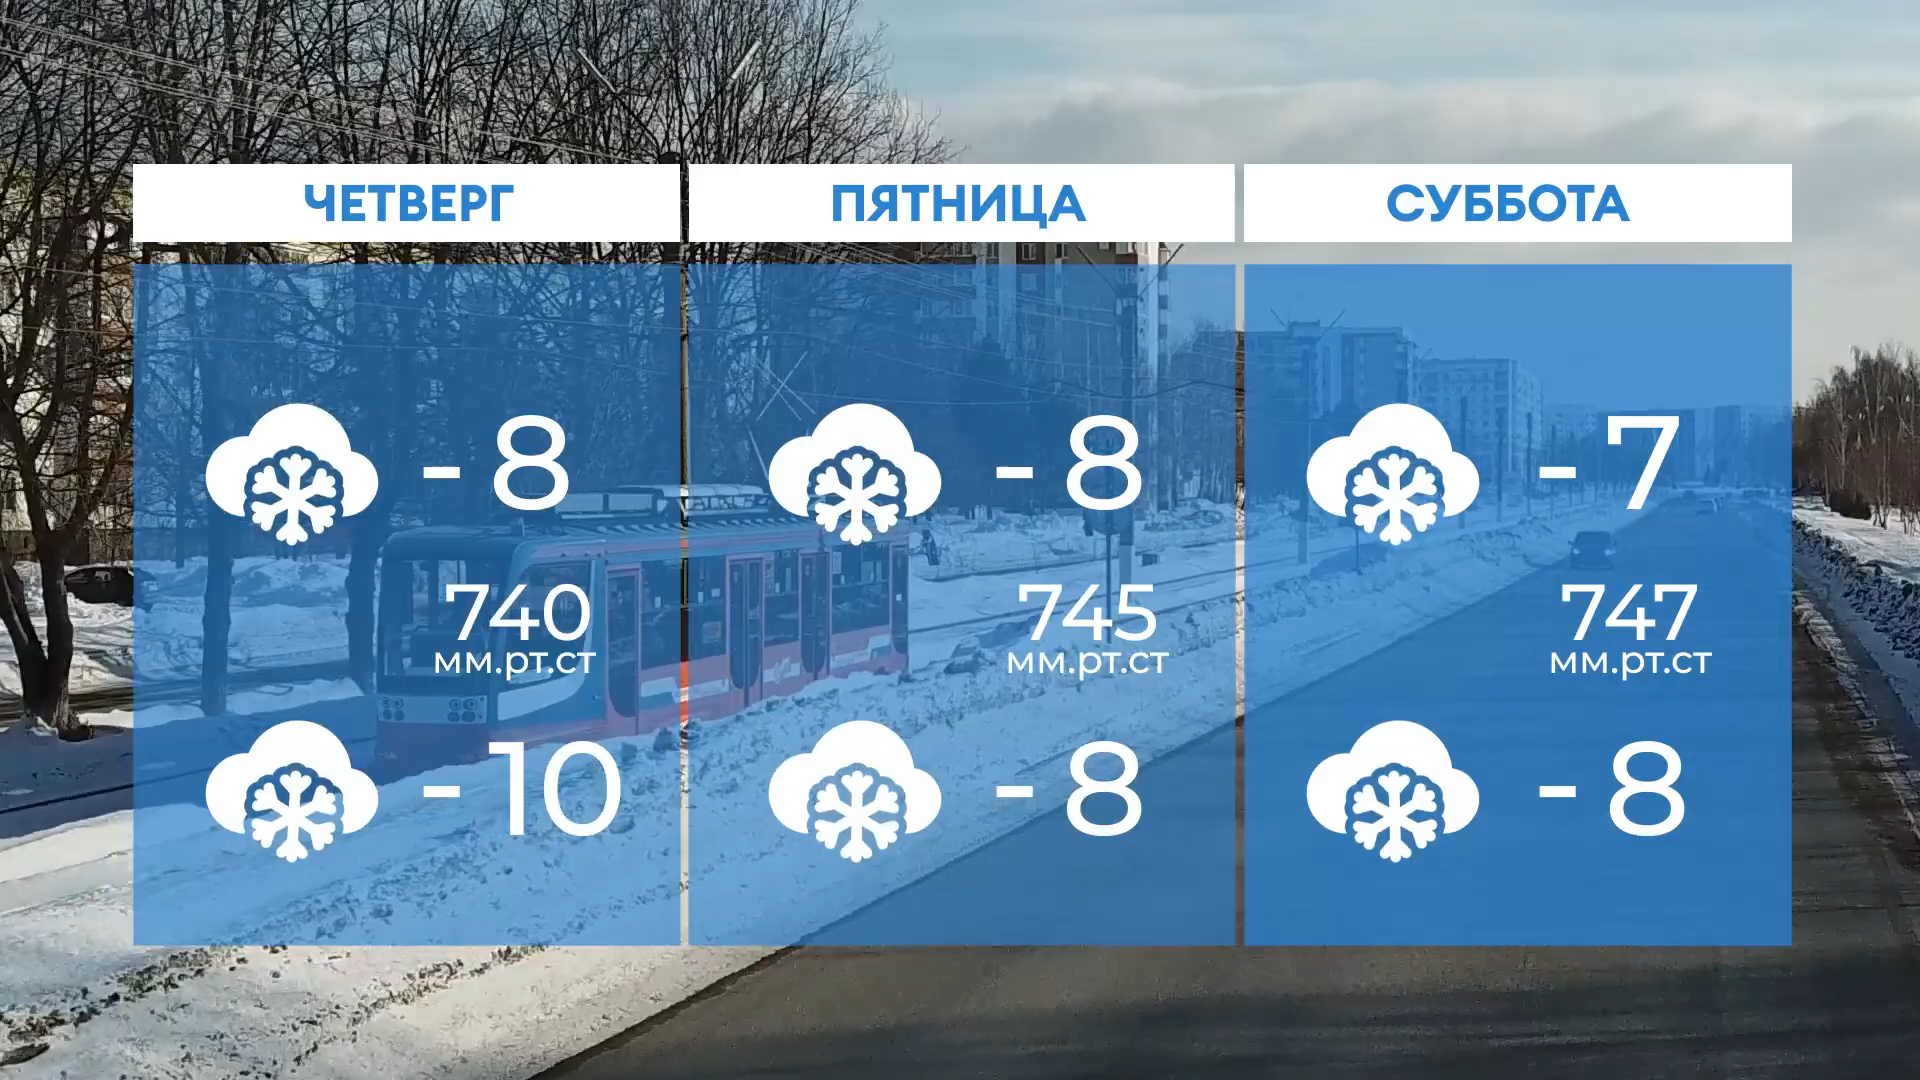 ЧЕТВЕРГ
- 8
740
мм.рт.ст
- 10
ПЯТНИЦА
- 8
745
мм.рт.ст
- 8
СУББОТА
- 7
747
мм.рт.ст
- 8